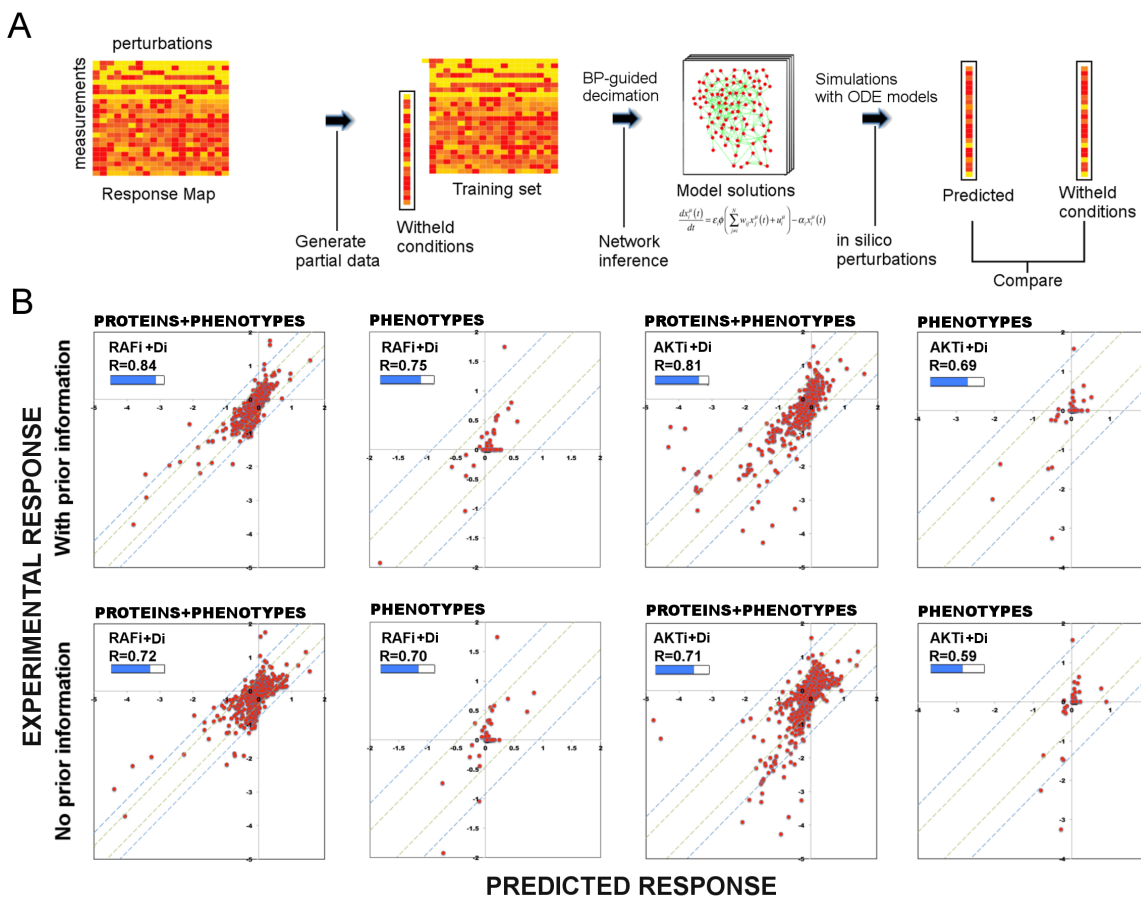 A
perturbations
measurements
Response Map
Generate
partial data
Witheld
conditions
Training set
BP-guided
decimation
Network
inference
Model solutions
Simulations
with ODE models
in silico
perturbations
Predicted
Witheld
conditions
Compare
B
EXPERIMENTAL RESPONSE
With prior information
PROTEINS+PHENOTYPES
RAFi +Di
R=0.84
PHENOTYPES
RAFi+Di
R=0.75
PROTEINS+PHENOTYPES
AKTi+Di
R=0.81
PHENOTYPES
AKTi+Di
R=0.69
No prior information
PROTEINS+PHENOTYPES
RAFi+Di
R=0.72
PHENOTYPES
RAFi+Di
R=0.70
PROTEINS+PHENOTYPES
AKTi+Di
R=0.71
PHENOTYPES
AKTi+Di
R=0.59
PREDICTED RESPONSE